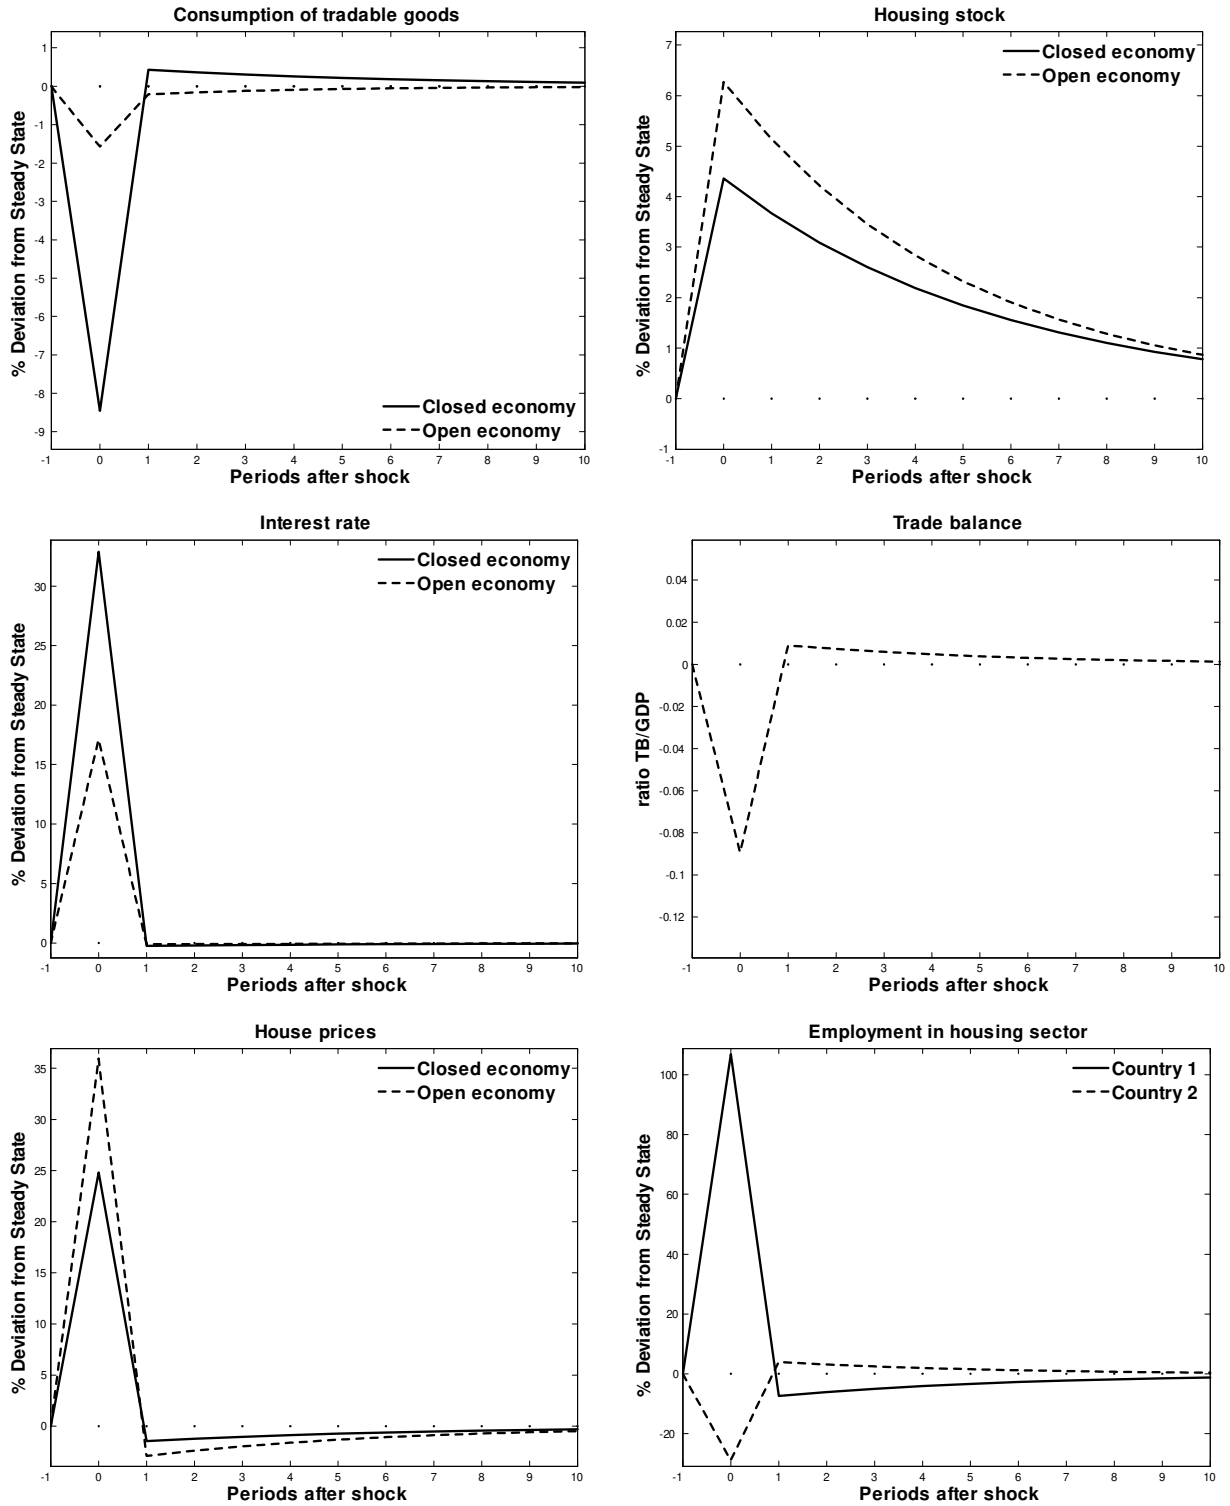 Consumption of tradable goods
% Deviation from Steady State
1
0
-1
-2
-3
-4
-5
-6
-7
-8
-9
Closed economy
Open economy
-1 0 1 2 3 4 5 6 7 8 9 10
Periods after shock
Housing stock
% Deviation from Steady State
7
6
5
4
3
2
1
0
-1
Closed economy
Open economy
-1 0 1 2 3 4 5 6 7 8 9 10
Periods after shock
Interest rate
% Deviation from Steady State
30
25
20
15
10
5
0
Closed economy
Open economy
-1 0 1 2 3 4 5 6 7 8 9 10
Periods after shock
Trade balance
ratio TB/GDP
0.04
0.02
0
-0.02
-0.04
-0.06
-0.08
-0.1
-0.12
-1 0 1 2 3 4 5 6 7 8 9 10
Periods after shock
House prices
% Deviation from Steady State
35
30
25
20
15
10
5
0
Closed economy
Open economy
-1 0 1 2 3 4 5 6 7 8 9 10
Periods after shock
Employment in housing sector
% Deviation from Steady State
100
80
60
40
20
0
-20
Country 1
Country 2
-1 0 1 2 3 4 5 6 7 8 9 10
Periods after shock